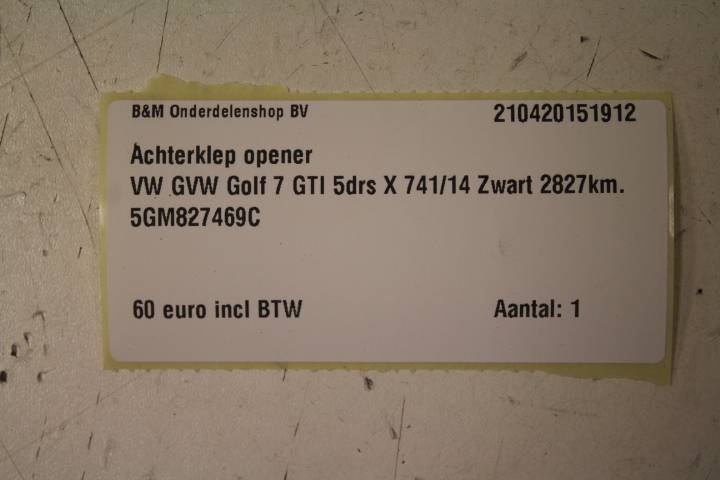 B&M Onderdelenshop BV 210420151912
Achterklep opener
VW GVW Golf 7 GTI 5drs X 741/14 Zwart 2827km.
5GM827469C
60 euro incl BTW Aantal: 1